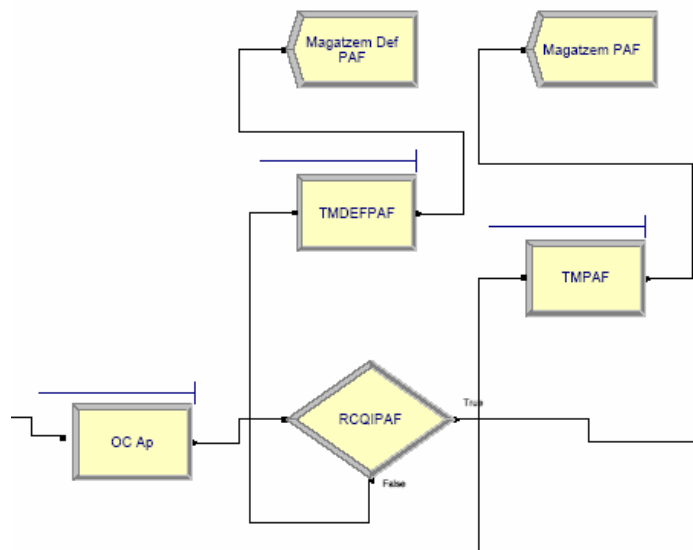 Magatzem Def
PAF
Magatzem PAF
TMDEFPAF
TMPAF
True
RCQIPAF
OC Ap
False